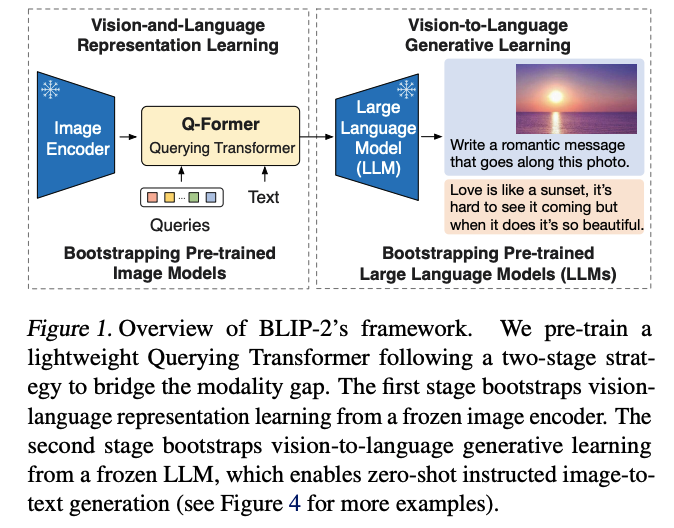 Vision-and-Language
Representation Learning
Vision-to-Language
Generative Learning
Image
Encoder
Q-Former
Querying Transformer
...
Queries
Text
Large
Language
Model
(LLM)
Write a romantic message
that goes along this photo.
Love is like a sunset, it's
hard to see it coming but
when it does it's so beautiful.
Bootstrapping Pre-trained
Image Models
Bootstrapping Pre-trained
Large Language Models (LLMs)
Figure 1. Overview of BLIP-2's framework. We pre-train a
lightweight Querying Transformer following a two-stage strat-
egy to bridge the modality gap. The first stage bootstraps vision-
language representation learning from a frozen image encoder. The
second stage bootstraps vision-to-language generative learning
from a frozen LLM, which enables zero-shot instructed image-to-
text generation (see Figure 4 for more examples).